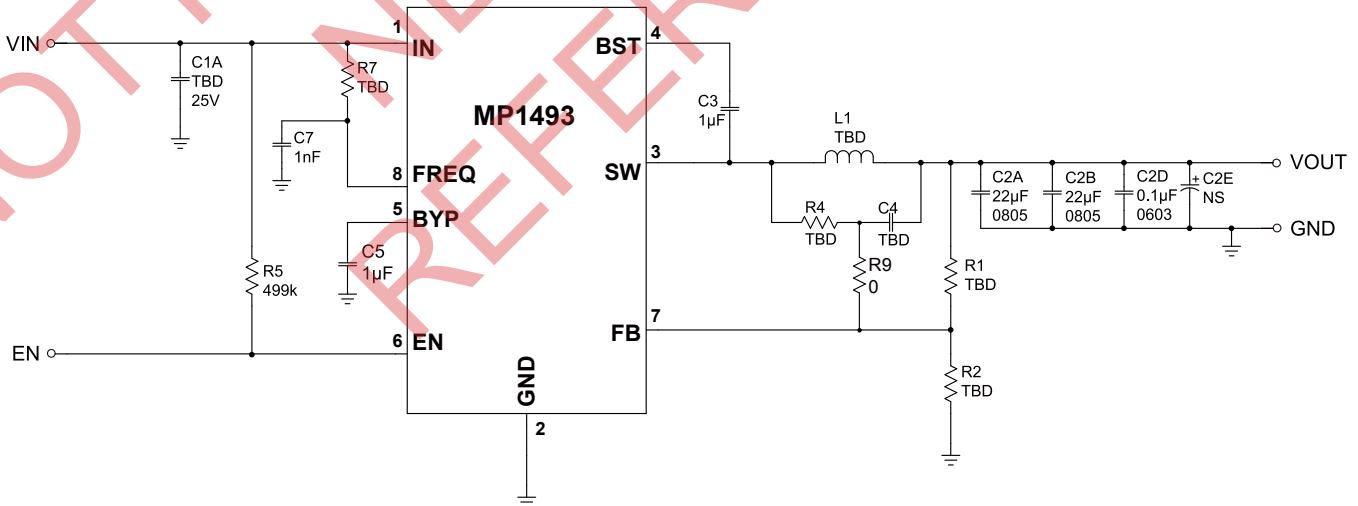 VIN
C1A
TBD
25V
R7
TBD
C7
1nF
C5
1µF
R5
499k
EN
1
IN
8
FREQ
5
BYP
6
EN
MP1493
GND
2
4
BST
3
SW
7
FB
C3
1µF
L1
TBD
R4
TBD
C4
TBD
R9
0
R1
TBD
R2
TBD
C2A
22µF
0805
C2B
22µF
0805
C2D
0.1µF
0603
+
C2E
NS
VOUT
GND